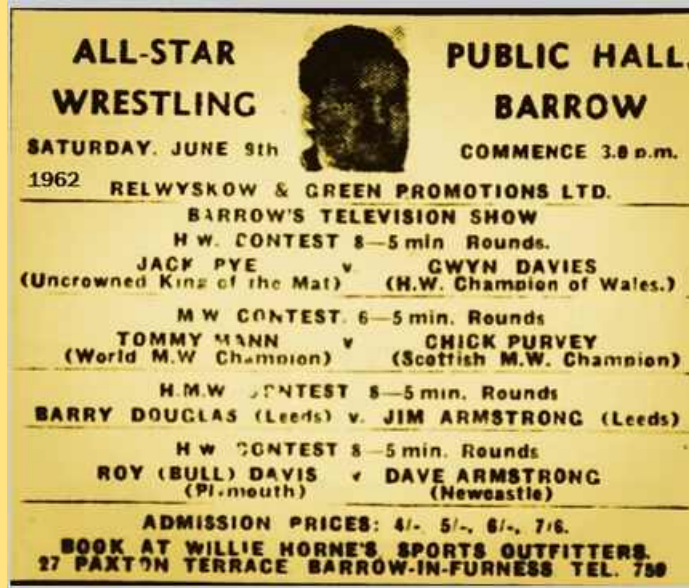 ALL-STAR
WRESTLING
PUBLIC HALL.
BARROW
SATURDAY. JUNE 9th
COMMENCE 3.0 p.m.
1962
RELWYSKOW & GREEN PROMOTIONS LTD.
BARROW'S TELEVISION SHOW
H W. CONTEST 8—5 min Rounds.
JACK PYE v. GWYN DAVIES
(Uncrowned King of the Mat) (H.W. Champion of Wales.)
M W CONTEST. 6—5 min. Rounds
TOMMY MANN v CHICK PURVEY
(World M.W Champion) (Scottish M.W. Champion)
H.M.W CONTEST 8—5 min. Rounds
BARRY DOUGLAS (Leeds) v. JIM ARMSTRONG (Leeds)
H W CONTEST 8—5 min. Rounds
ROY (BULL) DAVIS v DAVE ARMSTRONG
(Plymouth) (Newcastle)
ADMISSION PRICES: 4/-, 5/-, 6/-, 7/6.
BOOK AT WILLIE HORNE'S SPORTS OUTFITTERS.
27 PAXTON TERRACE BARROW-IN-FURNESS TEL. 750